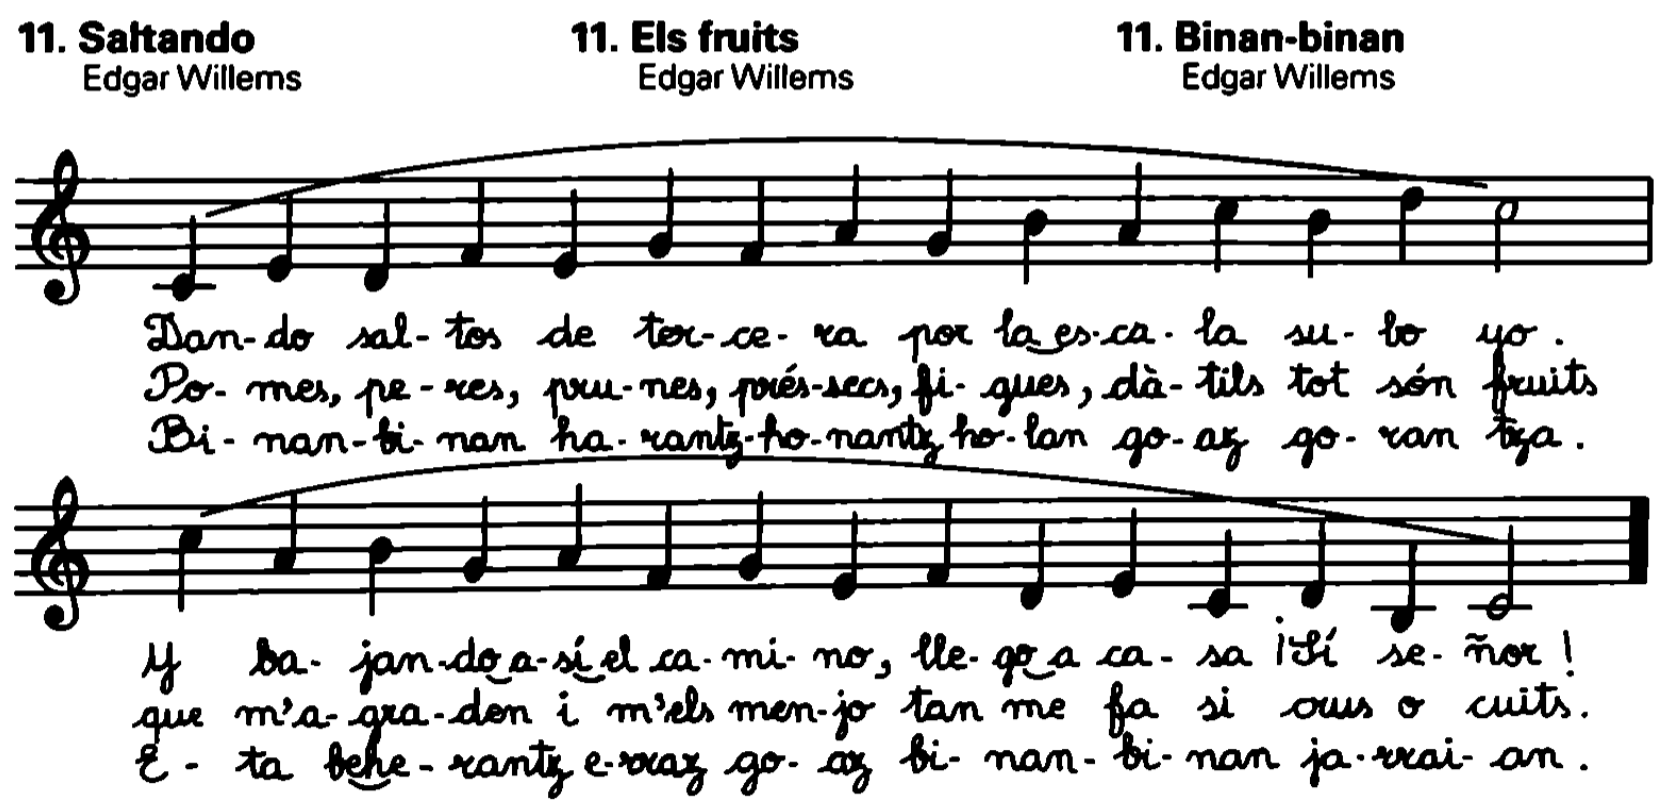 11. Saltando 11. Els fruits 11. Binan-binan
Edgar Willems Edgar Willems Edgar Willems
Dan-do sal-tos de ter-ce-ra por la es-ca-la su-bo yo.
Po-mes, pe-res, pru-nes, prés-secs, fi-gues, dà-tils tot són fruits
Bi-nan-bi-nan ha-rantz-ho-nantz ho-lan go-az go-ran tza.
Y ba-jan-do a-sí el ca-mi-no, lle-go a ca-sa ¡Sí se-ñor!
que m'a-gra-den i m'els men-jo tan me fa si crus o cuits.
E-ta behe-rantz e-rraz go-az bi-nan-bi-nan ja-rrai-an.